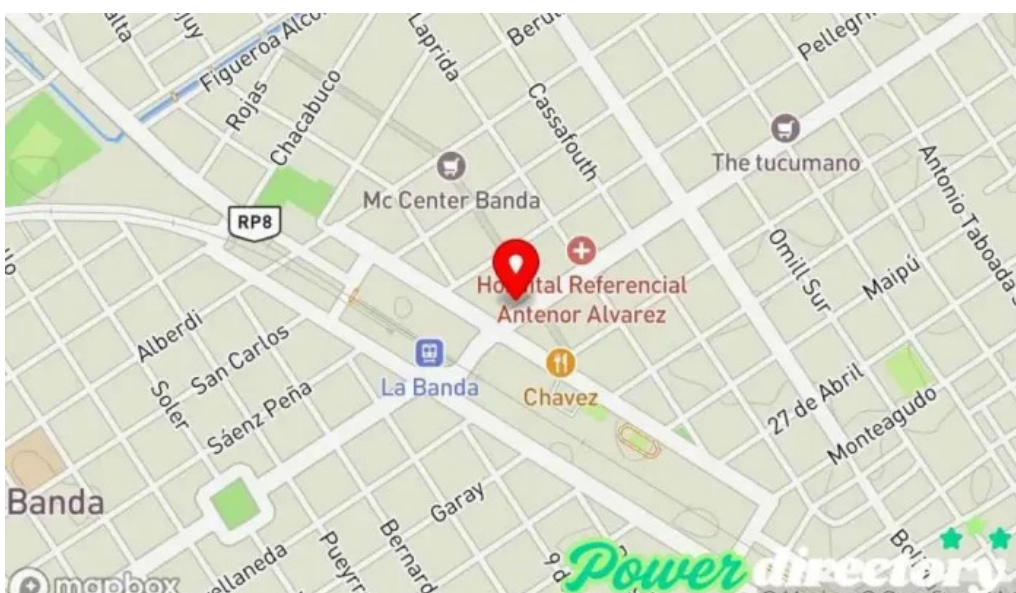 Figueroa Alco
Laprida
Pellegri
Rojas
Chacabuco
Cassafouth
The tucumano
Mc Center Banda
Antonio Taboada
RP8
Omill Sur
Maipú
Hospital Referencial
Antenor Alvarez
Alberdi
San Carlos
La Banda
Chavez
Soler
Sáenz Peña
27 de Abril
Monteagudo
Banda
Garay
Bernard
Pueyrr
ellaneda
9 d
Power directory
mapbox